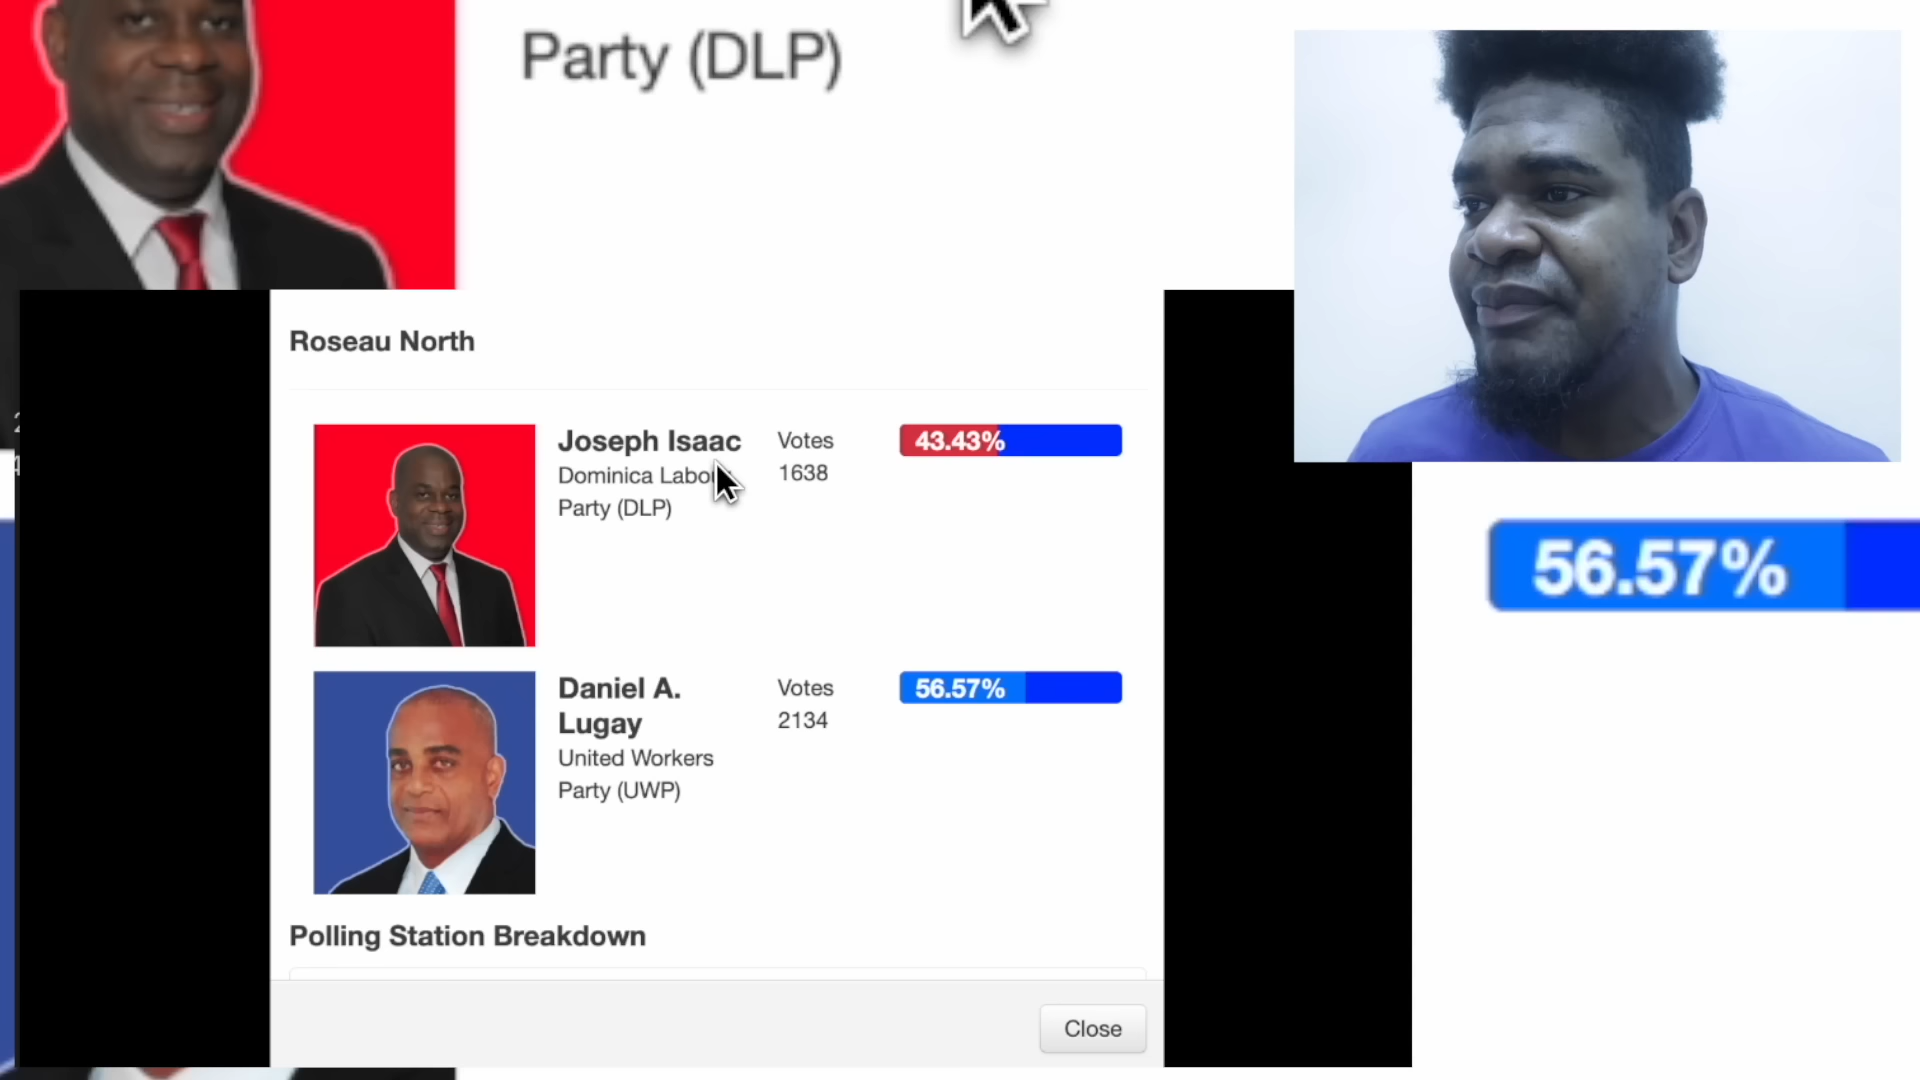 Party (DLP)
Roseau North
Joseph Isaac
Dominica Labou
Party (DLP)
Votes
1638
43.43%
Daniel A.
Lugay
United Workers
Party (UWP)
Votes
2134
56.57%
56.57%
Polling Station Breakdown
Close